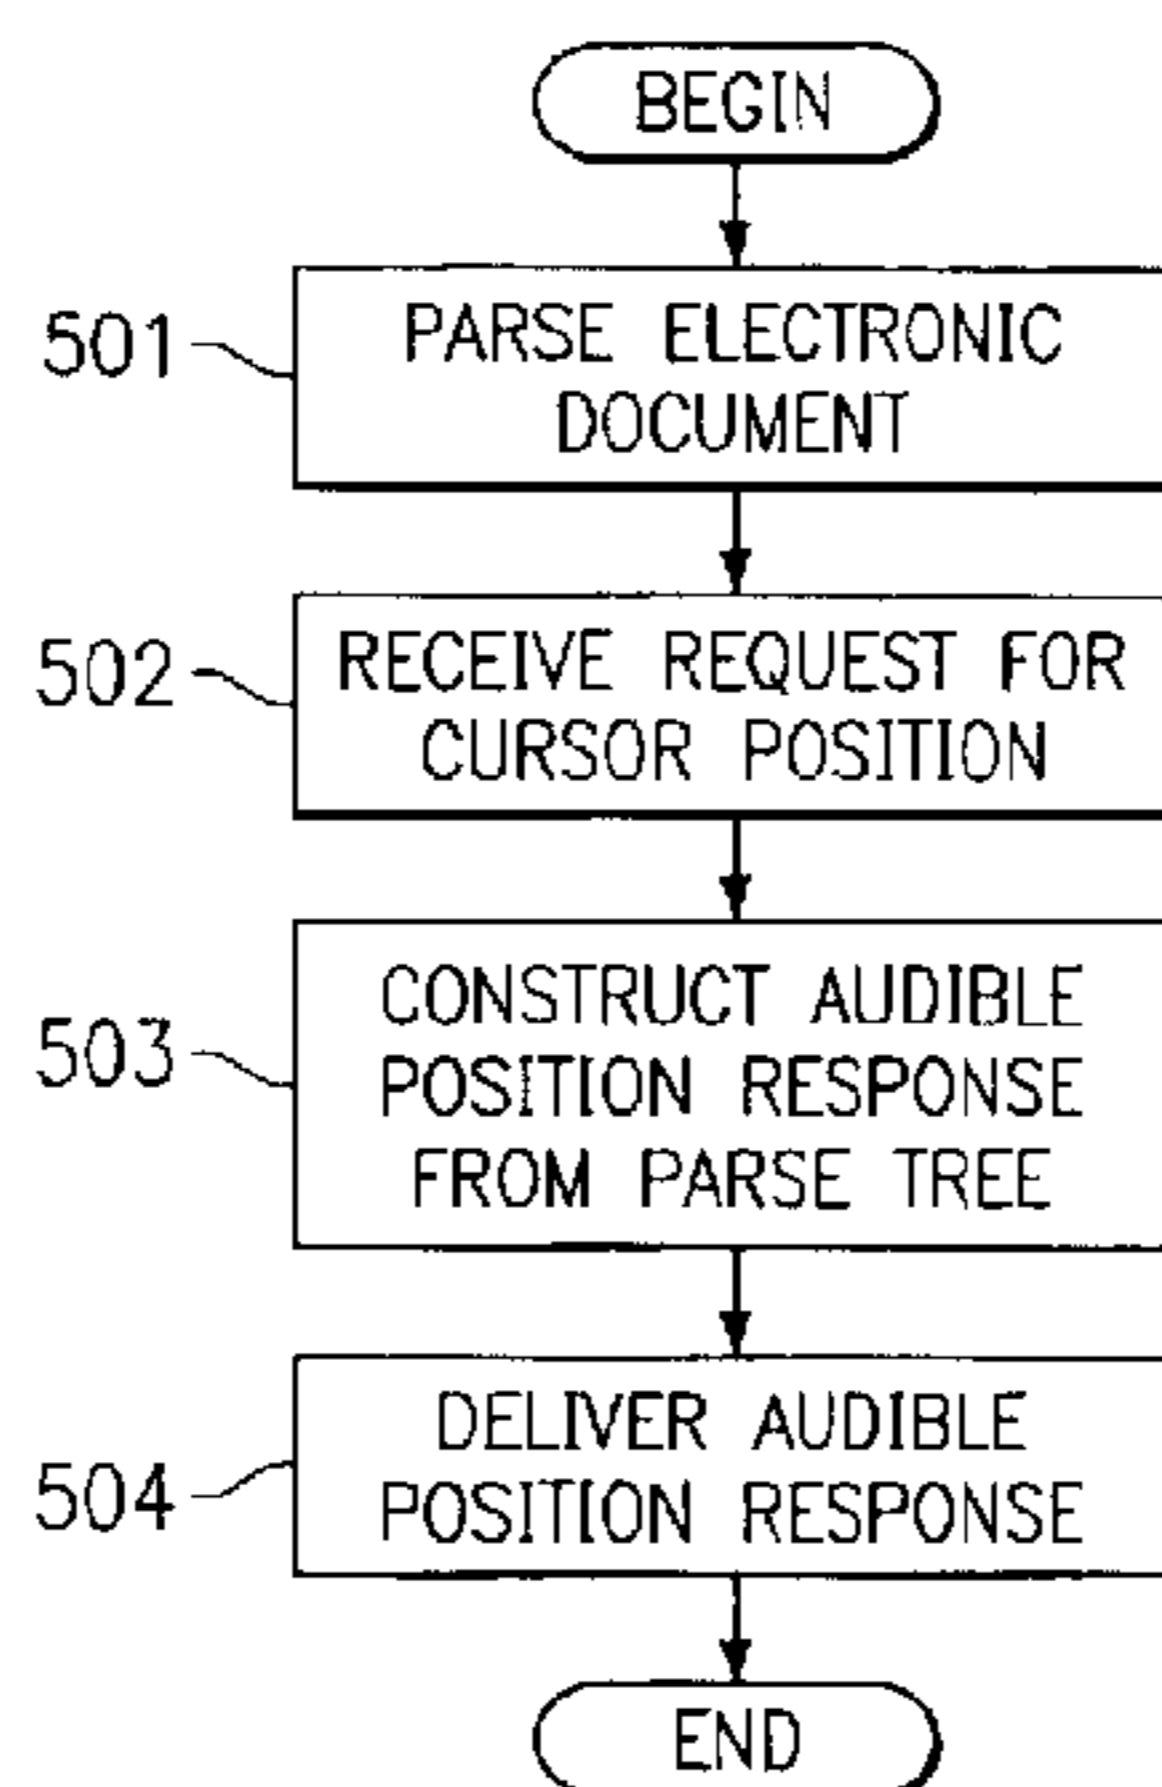 BEGIN
501
PARSE ELECTRONIC
DOCUMENT
502
RECEIVE REQUEST FOR
CURSOR POSITION
503
CONSTRUCT AUDIBLE
POSITION RESPONSE
FROM PARSE TREE
504
DELIVER AUDIBLE
POSITION RESPONSE
END